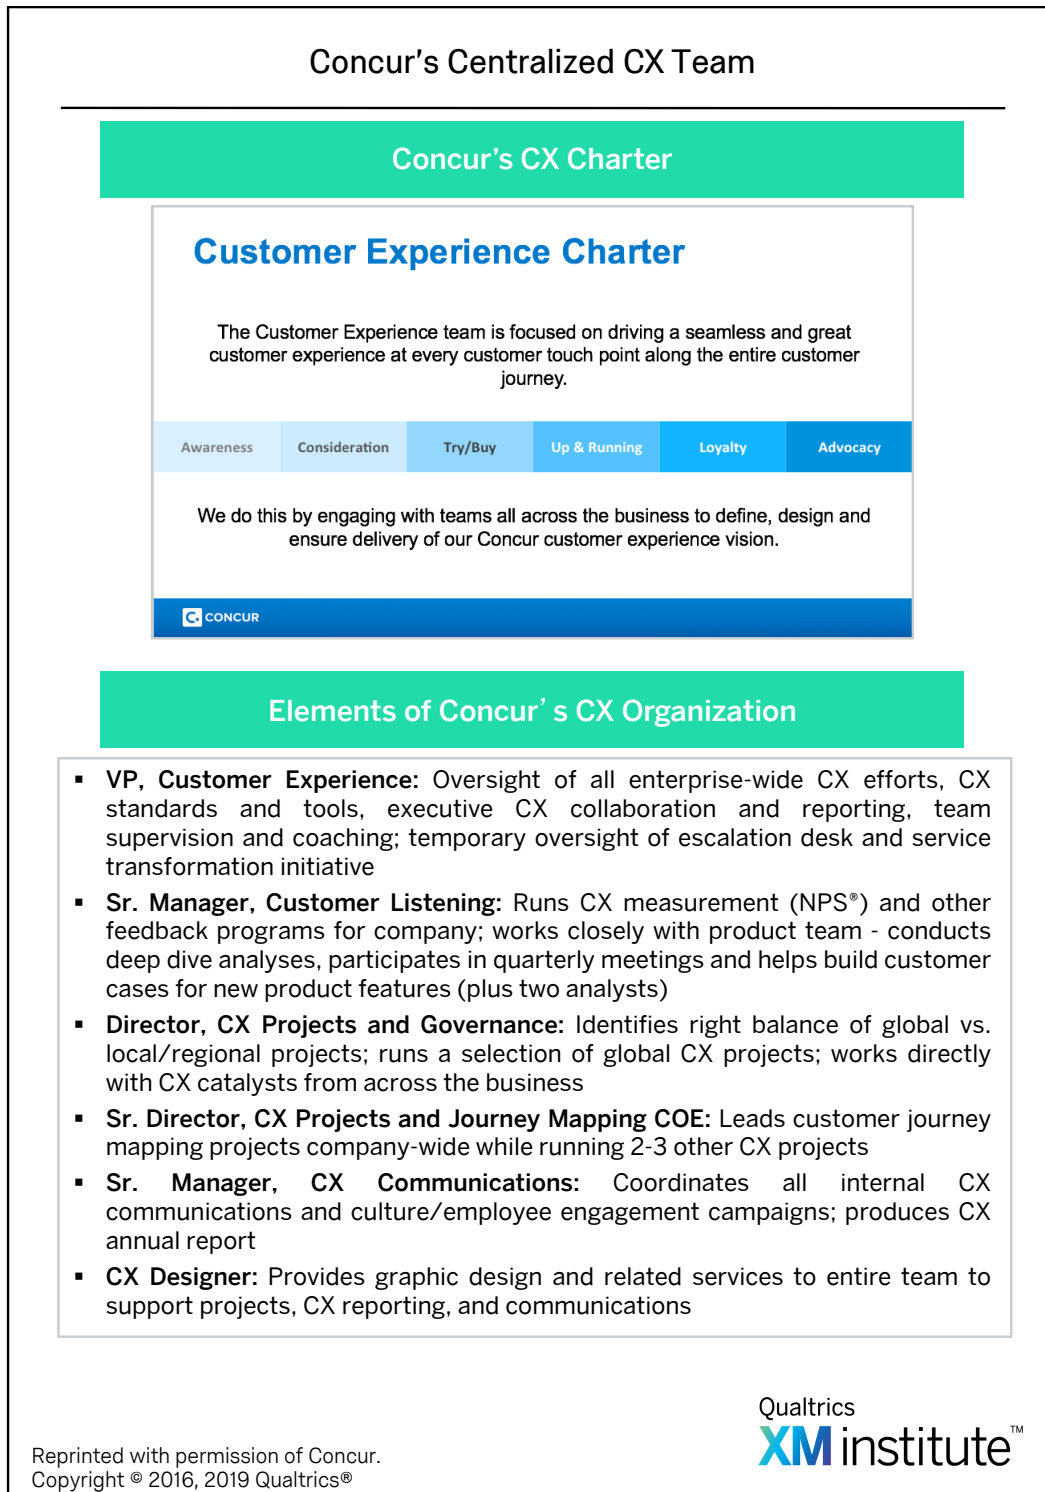 Concur's Centralized CX Team
Concur's CX Charter
Customer Experience Charter
The Customer Experience team is focused on driving a seamless and great
customer experience at every customer touch point along the entire customer
journey.
Awareness Consideration Try/Buy Up & Running Loyalty Advocacy
We do this by engaging with teams all across the business to define, design and
ensure delivery of our Concur customer experience vision.
C. CONCUR
Elements of Concur's CX Organization
▪ VP, Customer Experience: Oversight of all enterprise-wide CX efforts, CX
standards and tools, executive CX collaboration and reporting, team
supervision and coaching; temporary oversight of escalation desk and service
transformation initiative
▪ Sr. Manager, Customer Listening: Runs CX measurement (NPS®) and other
feedback programs for company; works closely with product team - conducts
deep dive analyses, participates in quarterly meetings and helps build customer
cases for new product features (plus two analysts)
▪ Director, CX Projects and Governance: Identifies right balance of global vs.
local/regional projects; runs a selection of global CX projects; works directly
with CX catalysts from across the business
▪ Sr. Director, CX Projects and Journey Mapping COE: Leads customer journey
mapping projects company-wide while running 2-3 other CX projects
▪ Sr. Manager, CX Communications: Coordinates all internal CX
communications and culture/employee engagement campaigns; produces CX
annual report
▪ CX Designer: Provides graphic design and related services to entire team to
support projects, CX reporting, and communications
Qualtrics
XM institute™
Reprinted with permission of Concur.
Copyright © 2016, 2019 Qualtrics®